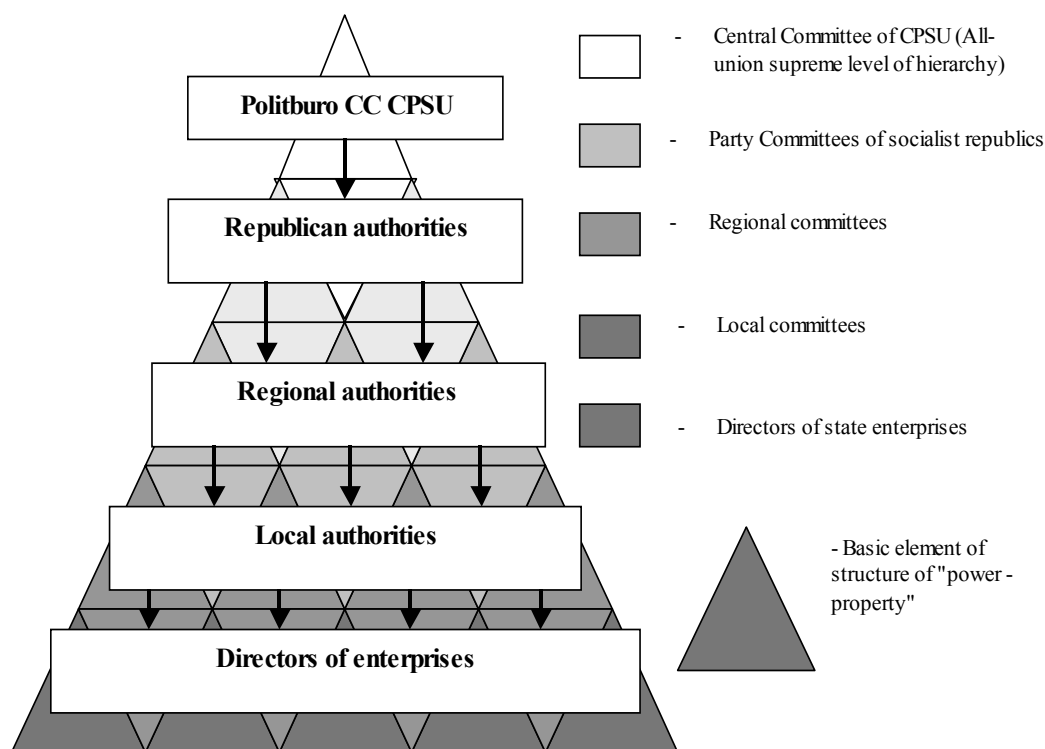 Politburo CC CPSU
Republican authorities
Regional authorities
Local authorities
Directors of enterprises
- Central Committee of CPSU (All-
union supreme level of hierarchy)
- Party Committees of socialist republics
- Regional committees
- Local committees
- Directors of state enterprises
- Basic element of
structure of "power -
property"